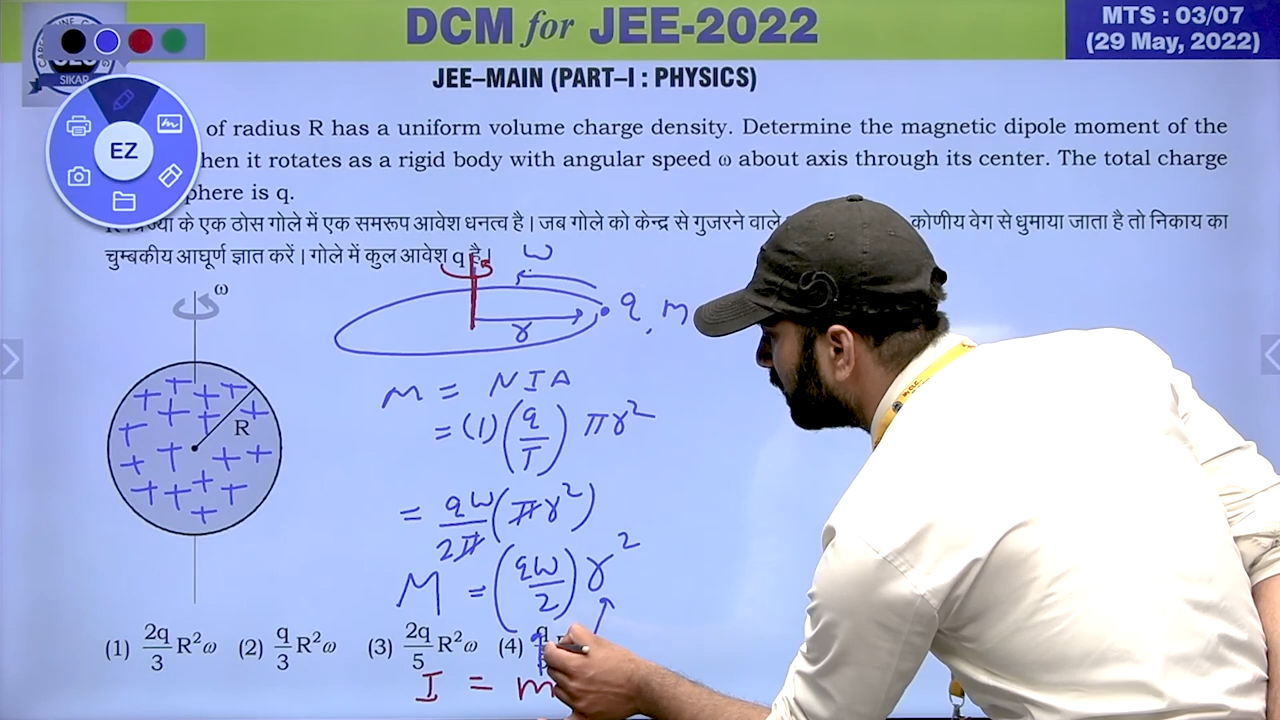 DCM for JEE-2022
MTS : 03/07
(29 May, 2022)
SIKAR
JEE–MAIN (PART–I : PHYSICS)
EZ
of radius R has a uniform volume charge density. Determine the magnetic dipole moment of the
hen it rotates as a rigid body with angular speed ω about axis through its center. The total charge
phere is q.
के एक ठोस गोले में एक समरूप आवेश धनत्व है। जब गोले को केन्द्र से गुजरने वाले कोणीय वेग से घुमाया जाता है तो निकाय का
चुम्बकीय आघूर्ण ज्ञात करें। गोले में कुल आवेश q है।
ω
ω
q, m
r
R
M = NIA
= (1) (q/T) πr²
= qω/2π (πr²)
M = (qω/2) r²
(1) 2q/3 R²ω (2) q/3 R²ω (3) 2q/5 R²ω (4) q
I = m